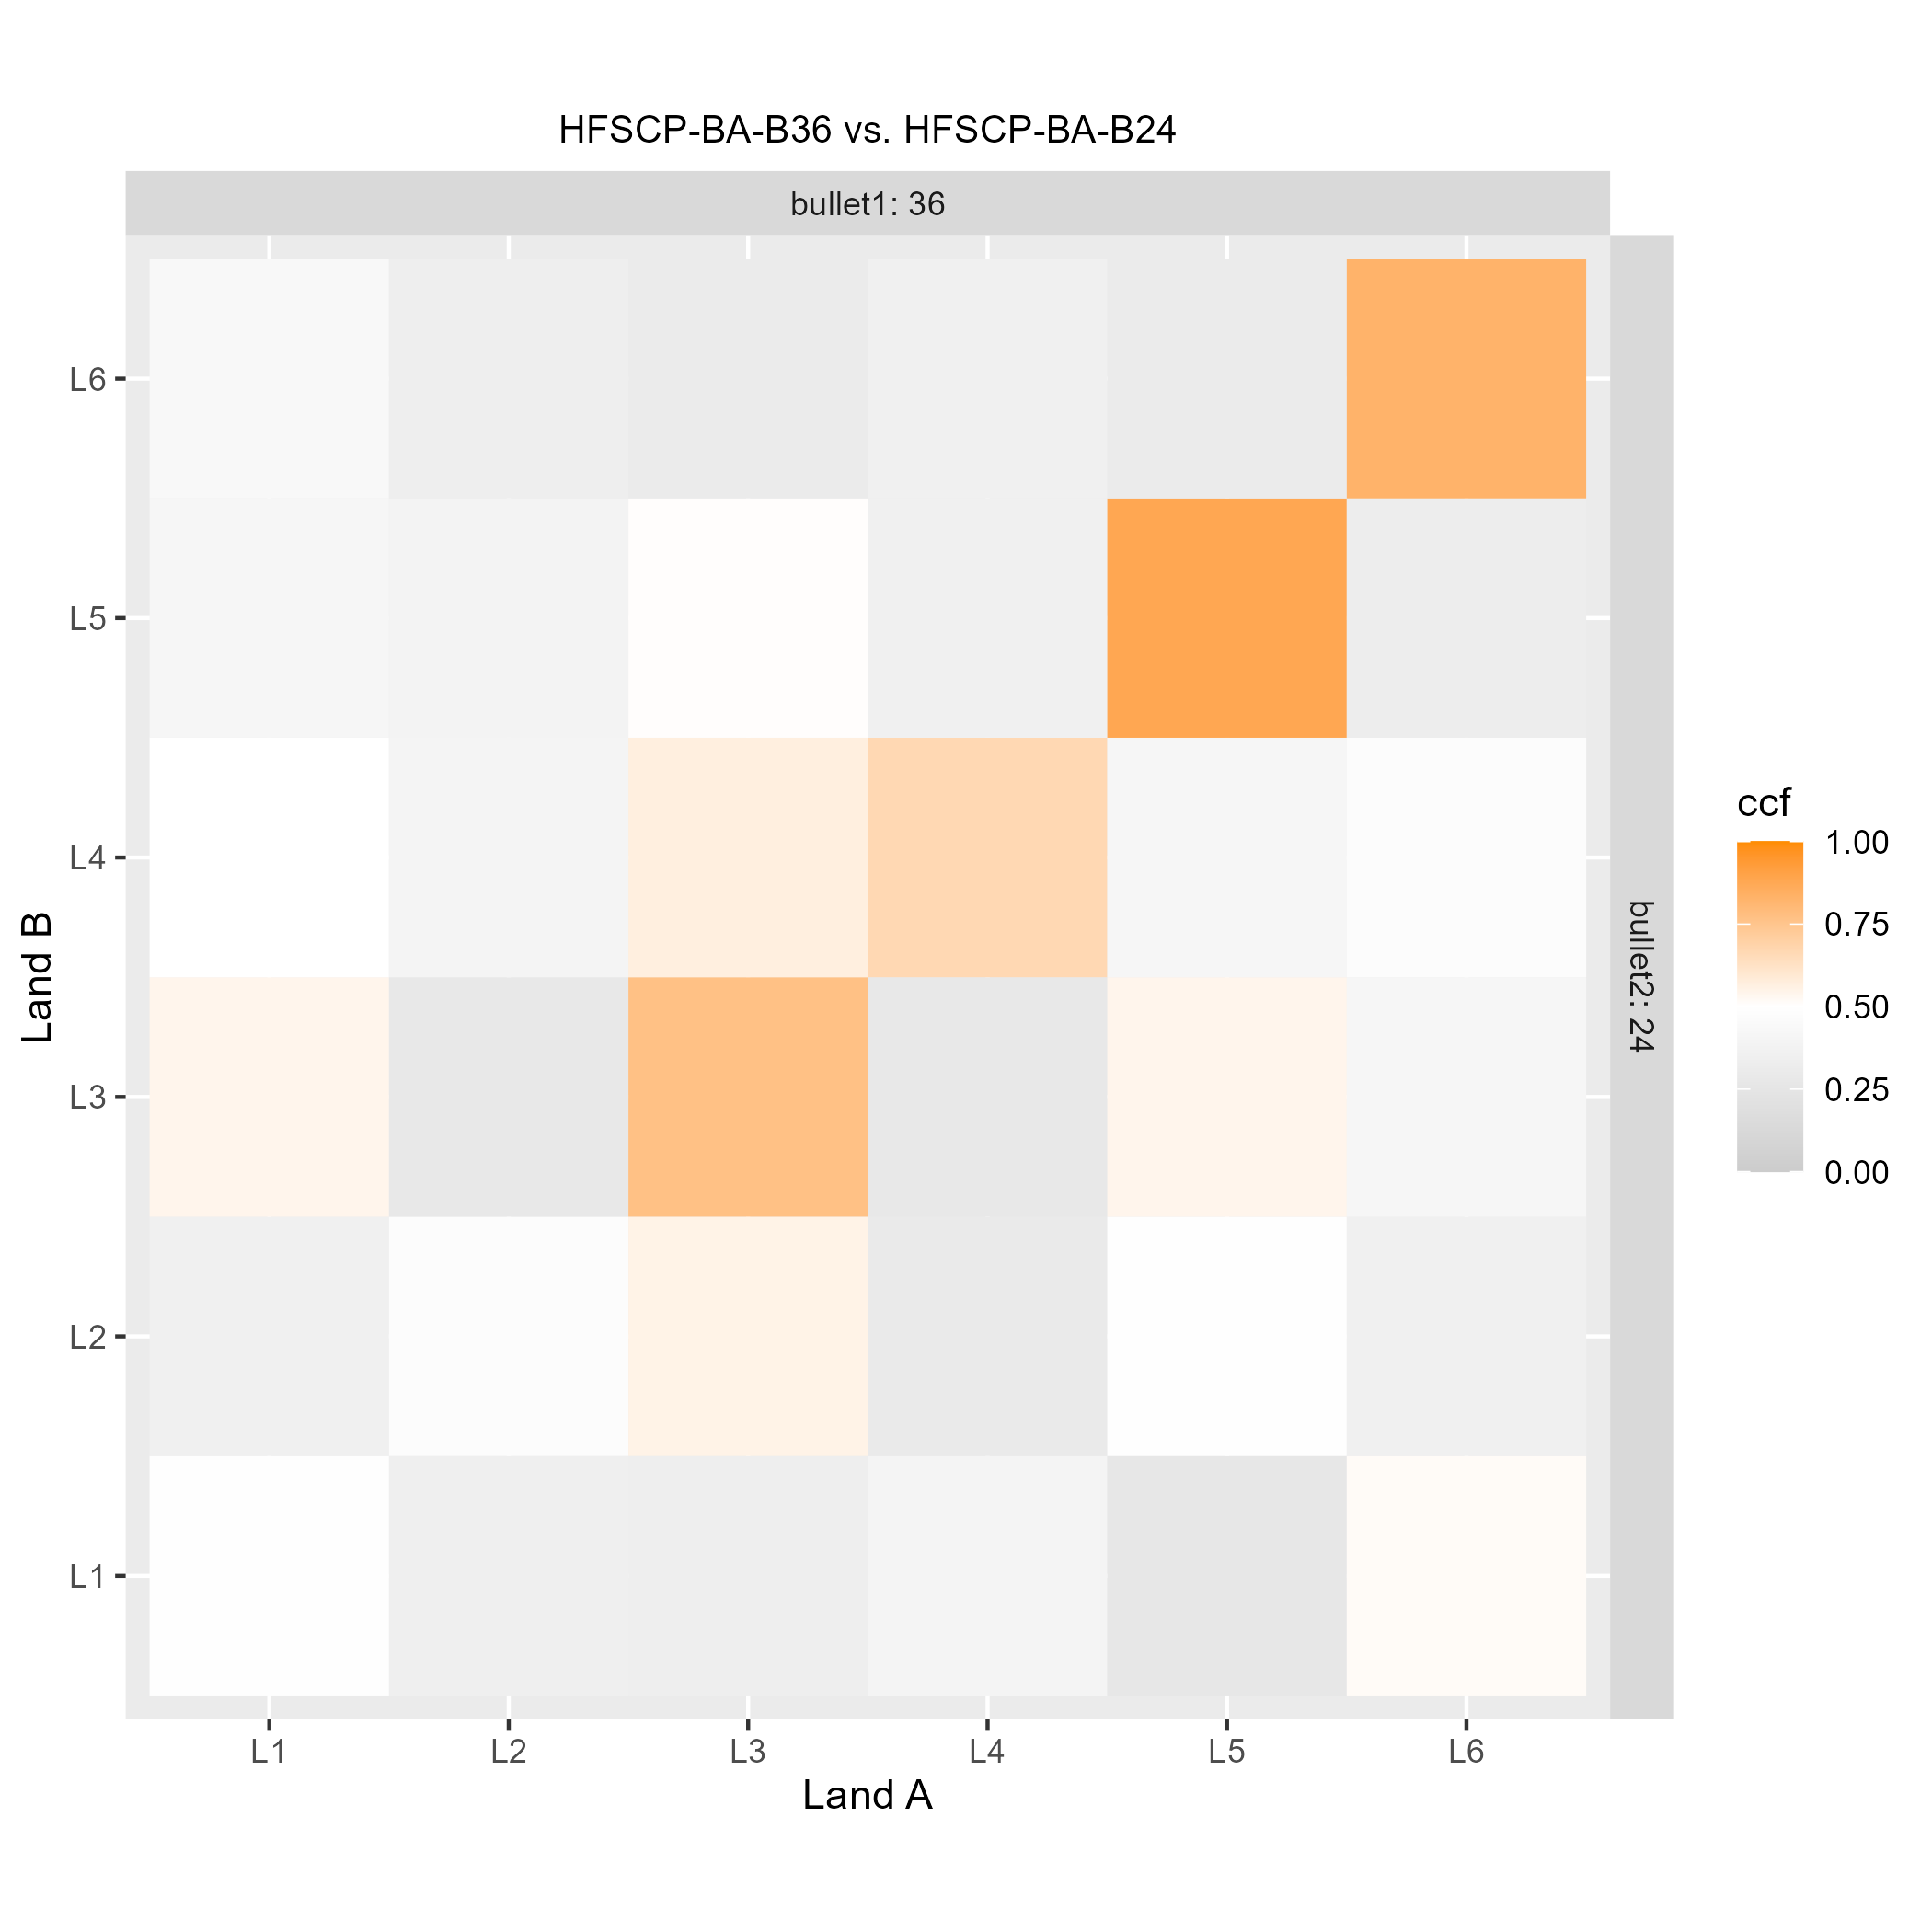 HFSCP-BA-B36 vs. HFSCP-BA-B24
bullet1: 36
L6
L5
L4
L3
L2
L1
Land B
bullet2: 24
L1 L2 L3 L4 L5 L6
Land A
ccf
1.00
0.75
0.50
0.25
0.00